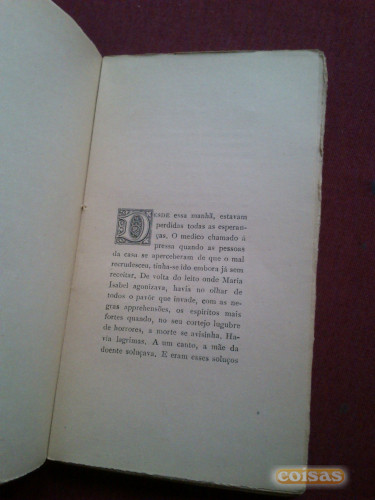 DESDE essa manhã, estavam
perdidas todas as esperan-
ças. O medico chamado á
pressa quando as pessoas
da casa se aperceberam de que o mal
recrudesceu, tinha-se ido embora já sem
receitar. De volta do leito onde Maria
Isabel agonizava, havia no olhar de
todos o pavôr que invade, com as ne-
gras apprehensões, os espiritos mais
fortes quando, no seu cortejo lugubre
de horrores, a morte se avisinha. Ha-
via lagrimas. A um canto, a mãe da
doente soluçava. E eram esses soluços
coisas